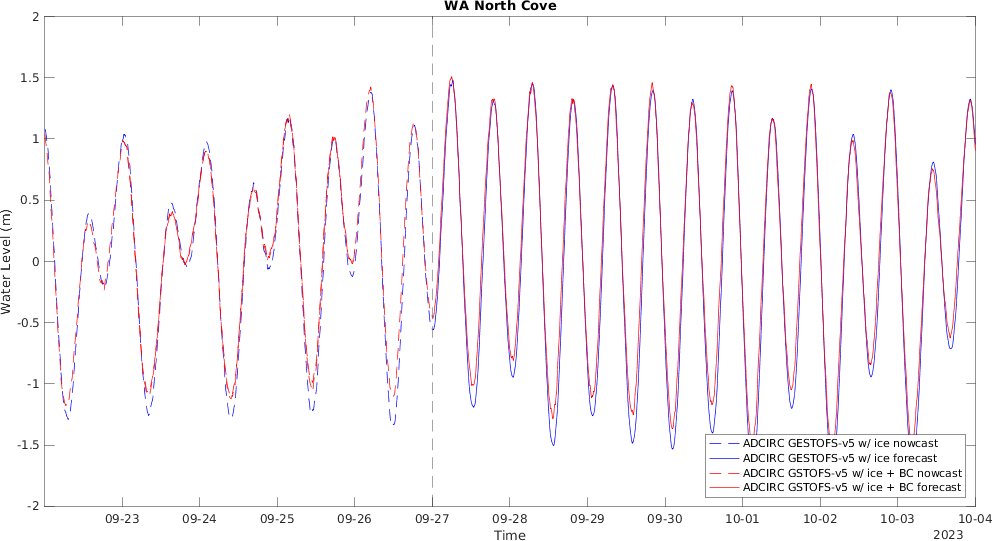 WA North Cove
2
1.5
1
0.5
0
-0.5
-1
-1.5
-2
Water Level (m)
ADCIRC GESTOFS-v5 w/ ice nowcast
ADCIRC GESTOFS-v5 w/ ice forecast
ADCIRC GSTOFS-v5 w/ ice + BC nowcast
ADCIRC GSTOFS-v5 w/ ice + BC forecast
09-23 09-24 09-25 09-26 09-27 09-28 09-29 09-30 10-01 10-02 10-03 10-04
Time
2023